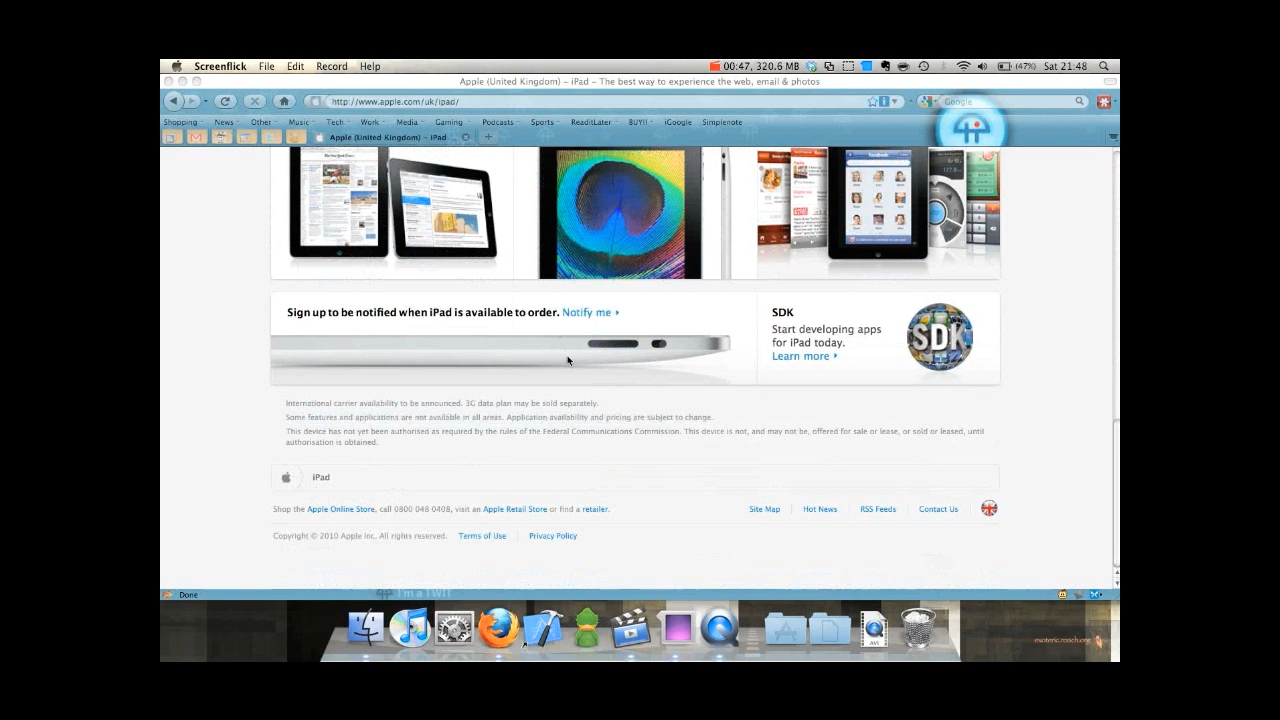 Screenflick File Edit Record Help 00:47, 320.6 MB (47%) Sat 21:48
Apple (United Kingdom) – iPad – The best way to experience the web, email & photos
http://www.apple.com/uk/ipad/ Google
Shopping News Other Music Tech Work Media Gaming Podcasts Sports ReaditLater BUY!! iGoogle Simplenote
Apple (United Kingdom) – iPad
Sign up to be notified when iPad is available to order. Notify me
SDK
Start developing apps
for iPad today.
Learn more
SDK
International carrier availability to be announced. 3G data plan may be sold separately.
Some features and applications are not available in all areas. Application availability and pricing are subject to change.
This device has not yet been authorised as required by the rules of the Federal Communications Commission. This device is not, and may not be, offered for sale or lease, or sold or leased, until
authorisation is obtained.
iPad
Shop the Apple Online Store, call 0800 048 0408, visit an Apple Retail Store or find a retailer.
Site Map Hot News RSS Feeds Contact Us
Copyright © 2010 Apple Inc. All rights reserved. Terms of Use Privacy Policy
Done
I'm a TWiT
AVI